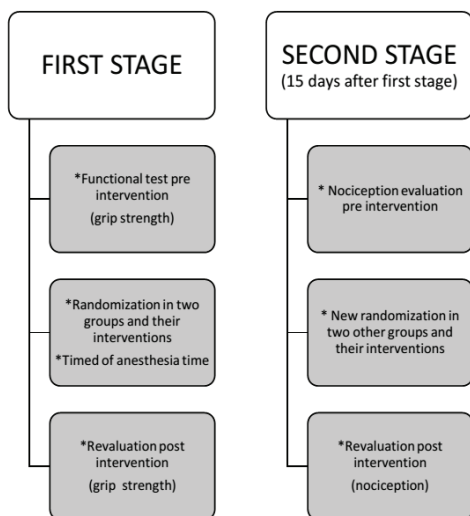 FIRST STAGE
*Functional test pre
intervention
(grip strength)
*Randomization in two
groups and their
interventions
*Timed of anesthesia time
*Revaluation post
intervention
(grip strength)
SECOND STAGE
(15 days after first stage)
* Nociception evaluation
pre intervention
* New randomization in
two other groups and
their interventions
*Revaluation post
intervention
(nociception)